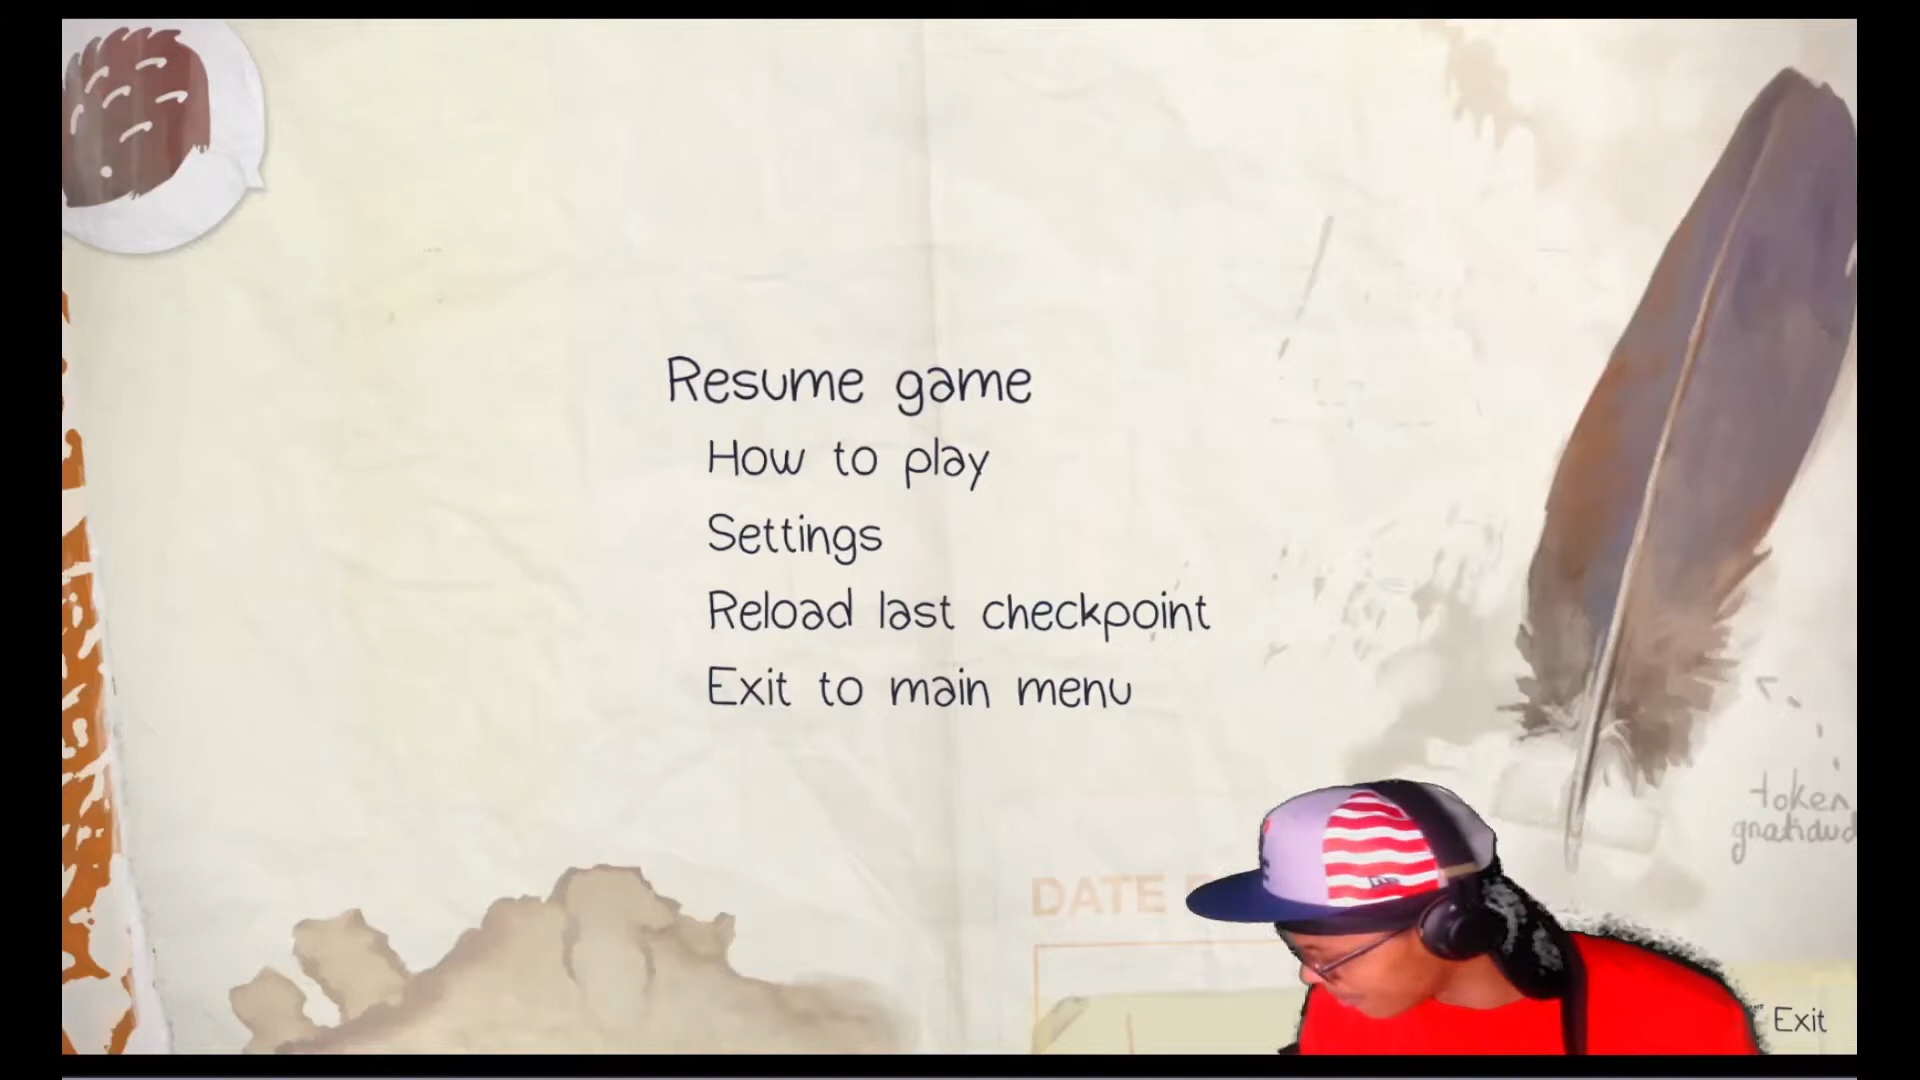 Resume game
How to play
Settings
Reload last checkpoint
Exit to main menu
token
DATE
Exit